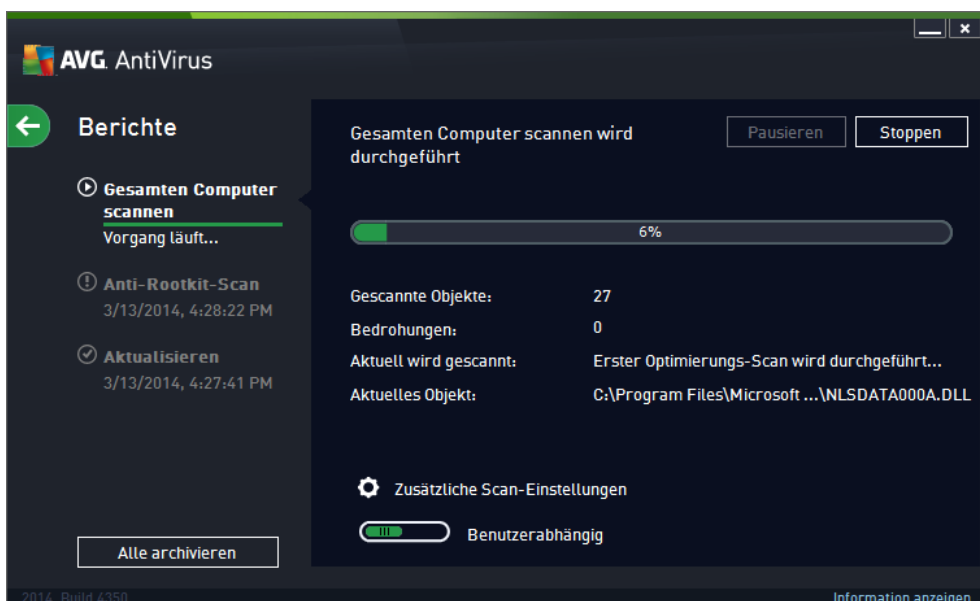 AVG. AntiVirus
Berichte
Gesamten Computer
scannen
Vorgang läuft...
Anti-Rootkit-Scan
3/13/2014, 4:28:22 PM
Aktualisieren
3/13/2014, 4:27:41 PM
Alle archivieren
Gesamten Computer scannen wird
durchgeführt
Pausieren
Stoppen
6%
Gescannte Objekte: 27
Bedrohungen: 0
Aktuell wird gescannt: Erster Optimierungs-Scan wird durchgeführt...
Aktuelles Objekt: C:\Program Files\Microsoft ...\NLSDATA000A.DLL
Zusätzliche Scan-Einstellungen
Benutzerabhängig
2014 Build 4350
Information anzeigen